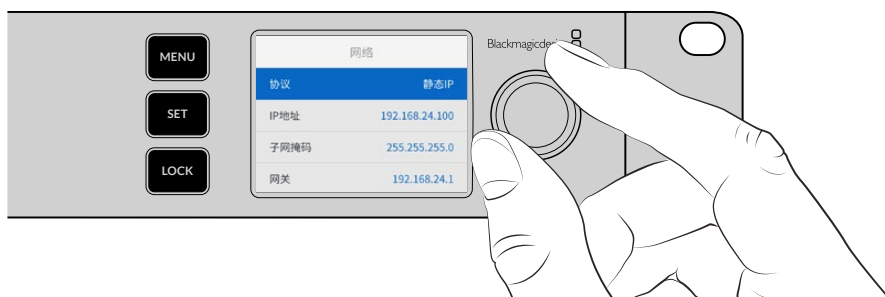 MENU
SET
LOCK
网络
协议 静态IP
IP地址 192.168.24.100
子网掩码 255.255.255.0
网关 192.168.24.1